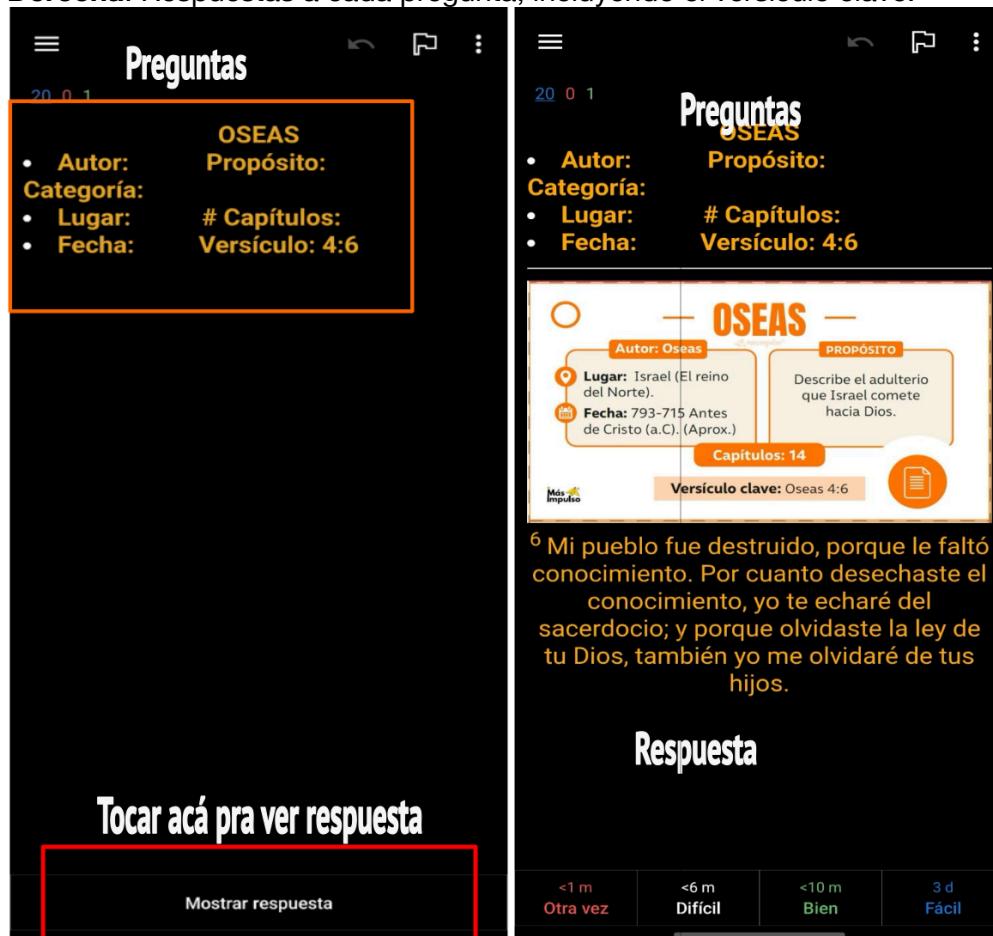 Derecha: Respuestas a cada pregunta, incluyendo el versículo clave.
Preguntas
20 0 1
OSEAS
• Autor: Propósito:
Categoría:
• Lugar: # Capítulos:
• Fecha: Versículo: 4:6
Tocar acá pra ver respuesta
Mostrar respuesta
20 0 1
Preguntas
OSEAS
• Autor: Propósito:
Categoría:
• Lugar: # Capítulos:
• Fecha: Versículo: 4:6
OSEAS
Autor: Oseas
Lugar: Israel (El reino
del Norte).
Fecha: 793-715 Antes
de Cristo (a.C). (Aprox.)
PROPÓSITO
Describe el adulterio
que Israel comete
hacia Dios.
Capítulos: 14
Versículo clave: Oseas 4:6
Más
Impulso
6 Mi pueblo fue destruido, porque le faltó
conocimiento. Por cuanto desechaste el
conocimiento, yo te echaré del
sacerdocio; y porque olvidaste la ley de
tu Dios, también yo me olvidaré de tus
hijos.
Respuesta
<1 m <6 m <10 m 3 d
Otra vez Difícil Bien Fácil